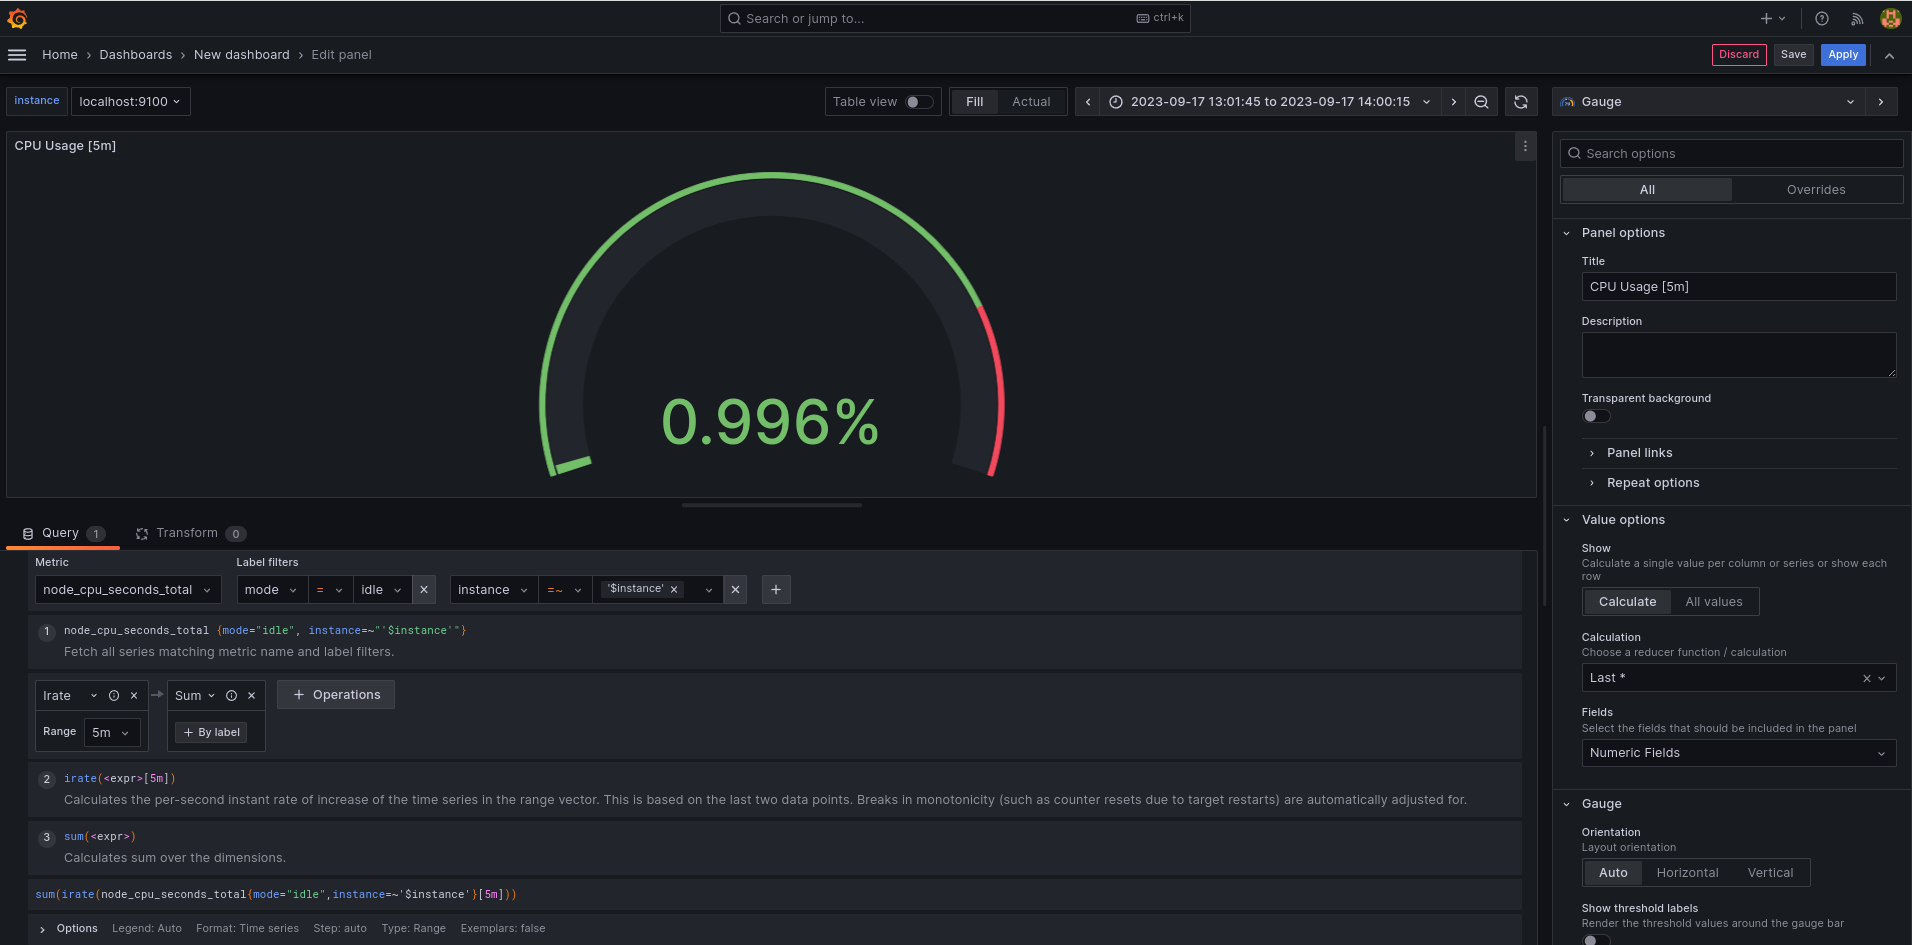 Search or jump to...
ctrl+k
Home › Dashboards › New dashboard › Edit panel
Discard
Save
Apply
instance
localhost:9100
Table view
Fill
Actual
2023-09-17 13:01:45 to 2023-09-17 14:00:15
Gauge
CPU Usage [5m]
0.996%
Query 1
Transform 0
Metric
Label filters
node_cpu_seconds_total
mode
=
idle
instance
=~
'$instance'
1
node_cpu_seconds_total {mode="idle", instance=~"'$instance'"}
Fetch all series matching metric name and label filters.
Irate
Sum
+ Operations
Range
5m
+ By label
2
irate(<expr>[5m])
Calculates the per-second instant rate of increase of the time series in the range vector. This is based on the last two data points. Breaks in monotonicity (such as counter resets due to target restarts) are automatically adjusted for.
3
sum(<expr>)
Calculates sum over the dimensions.
sum(irate(node_cpu_seconds_total{mode="idle",instance=~'$instance'}[5m]))
Options
Legend: Auto
Format: Time series
Step: auto
Type: Range
Exemplars: false
Search options
All
Overrides
Panel options
Title
CPU Usage [5m]
Description
Transparent background
Panel links
Repeat options
Value options
Show
Calculate a single value per column or series or show each
row
Calculate
All values
Calculation
Choose a reducer function / calculation
Last *
Fields
Select the fields that should be included in the panel
Numeric Fields
Gauge
Orientation
Layout orientation
Auto
Horizontal
Vertical
Show threshold labels
Render the threshold values around the gauge bar